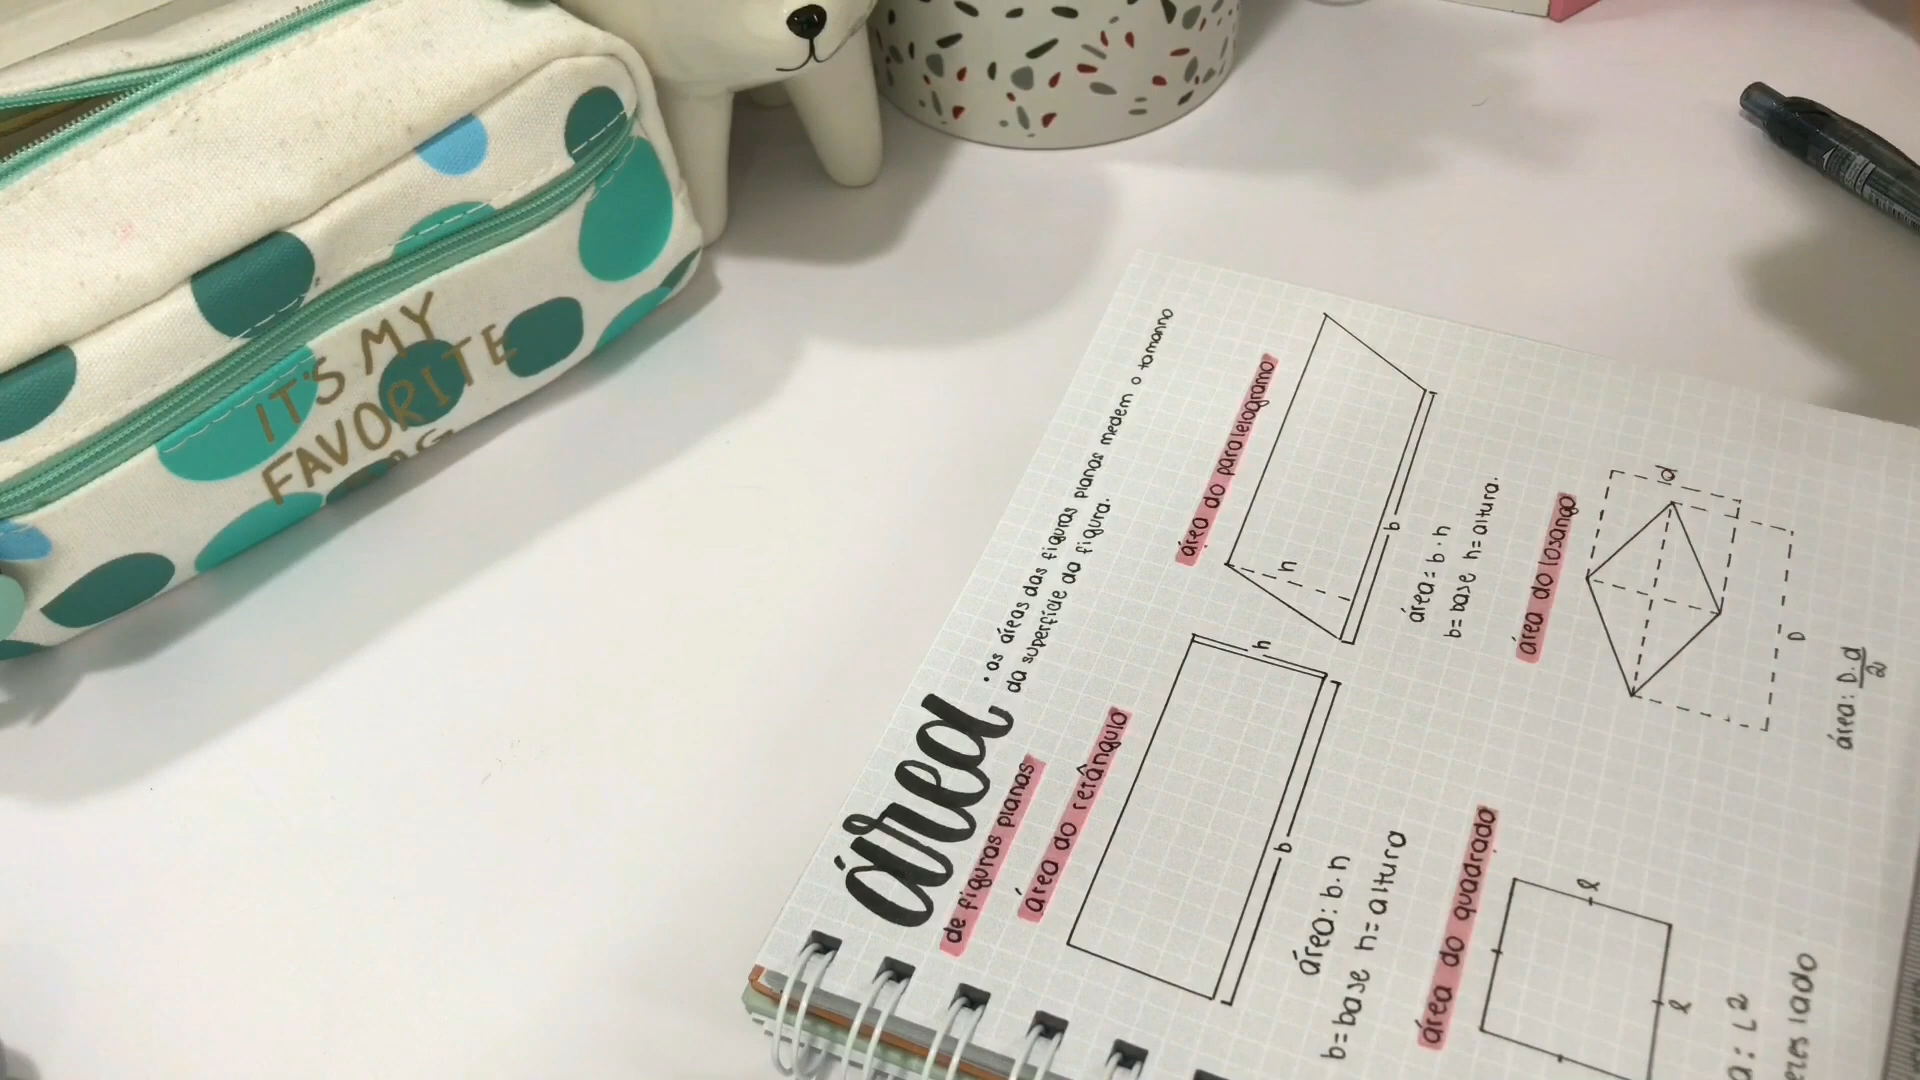 IT'S MY
FAVORITE
área
de figuras planas
• as áreas das figuras planas medem o tamanho
da superfície da figura.
área do retângulo
h
b
área: b.h
b=base h=altura
área do paralelogramo
h
b
área= b.h
b=base h=altura.
área do quadrado
l
l
a: L2
área do losango
d
D
área: D.d
2
lado